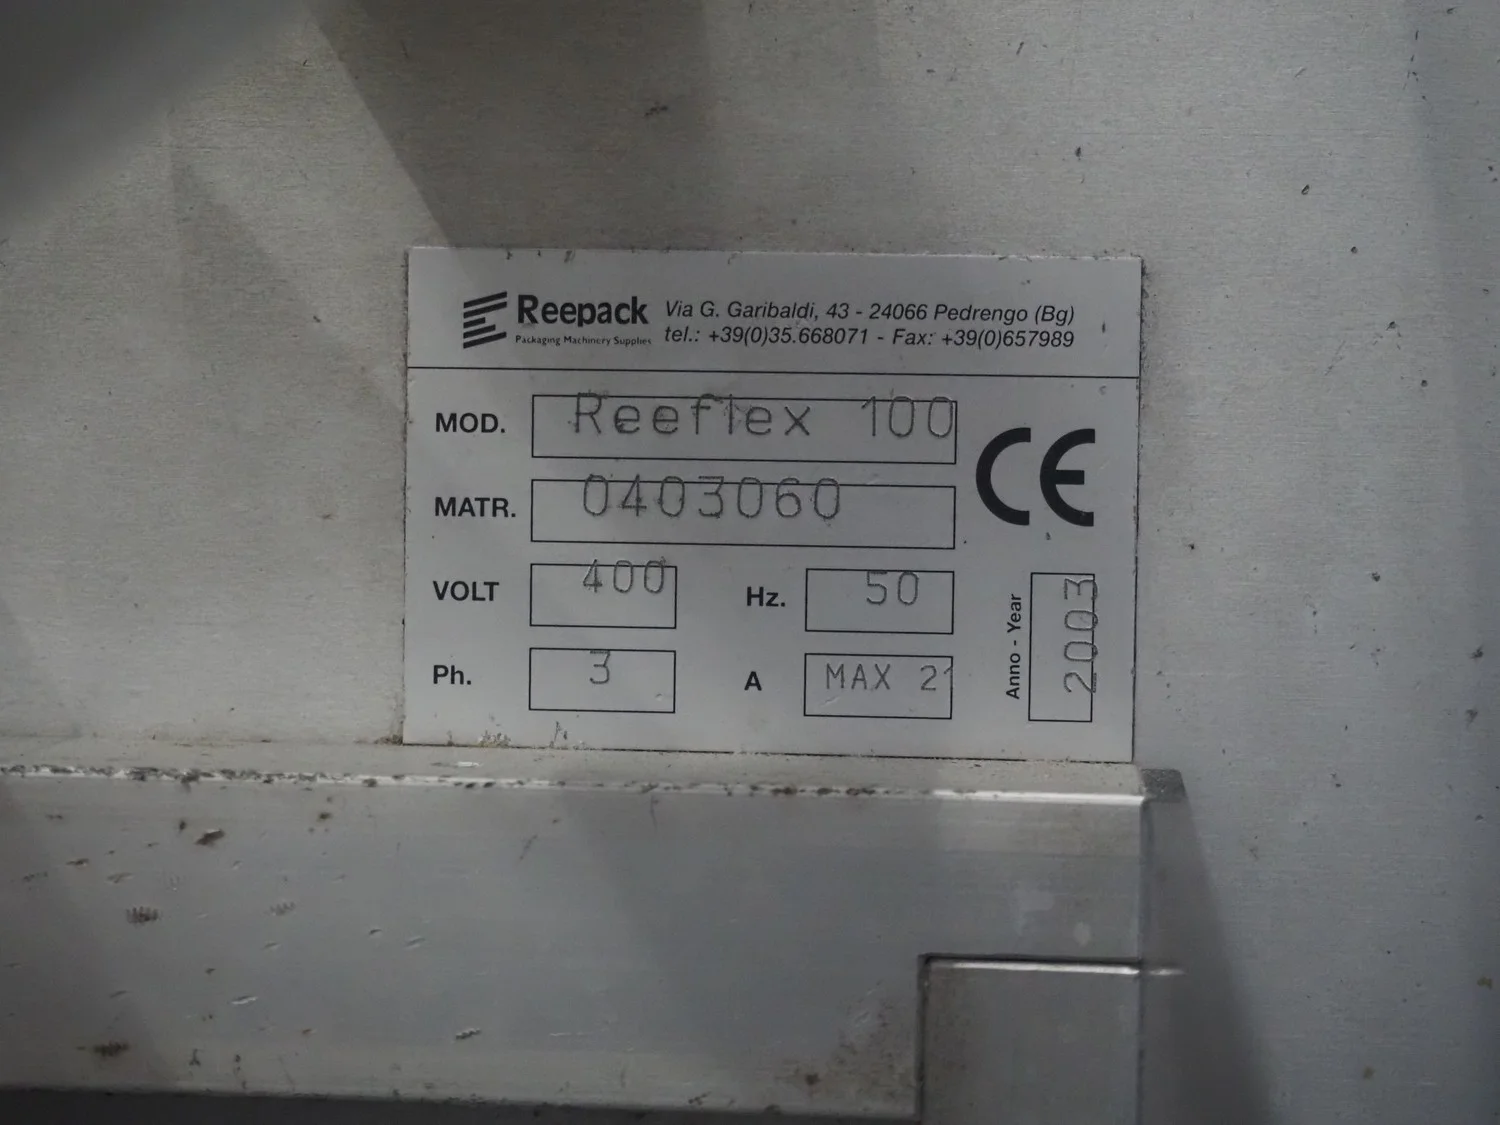 Reepack
Packaging Machinery Supplies
Via G. Garibaldi, 43 - 24066 Pedrengo (Bg)
tel.: +39(0)35.668071 - Fax: +39(0)657989
MOD. Reeflex 100
CE
MATR. 0403060
VOLT 400 Hz. 50
Ph. 3 A MAX 21
Anno - Year 2003